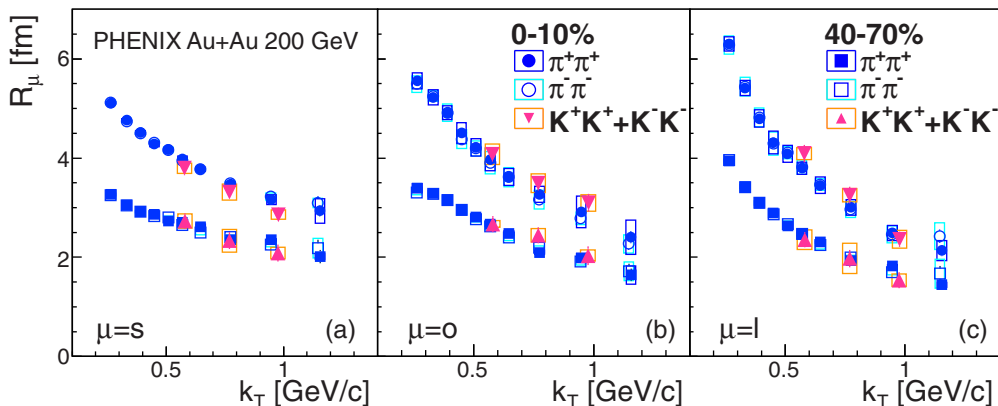 R_μ [fm]
6
4
2
0
PHENIX Au+Au 200 GeV
μ=s
(a)
0.5
1
k_T [GeV/c]
0-10%
π⁺π⁺
π⁻π⁻
K⁺K⁺+K⁻K⁻
μ=o
(b)
0.5
1
k_T [GeV/c]
40-70%
π⁺π⁺
π⁻π⁻
K⁺K⁺+K⁻K⁻
μ=l
(c)
0.5
1
k_T [GeV/c]